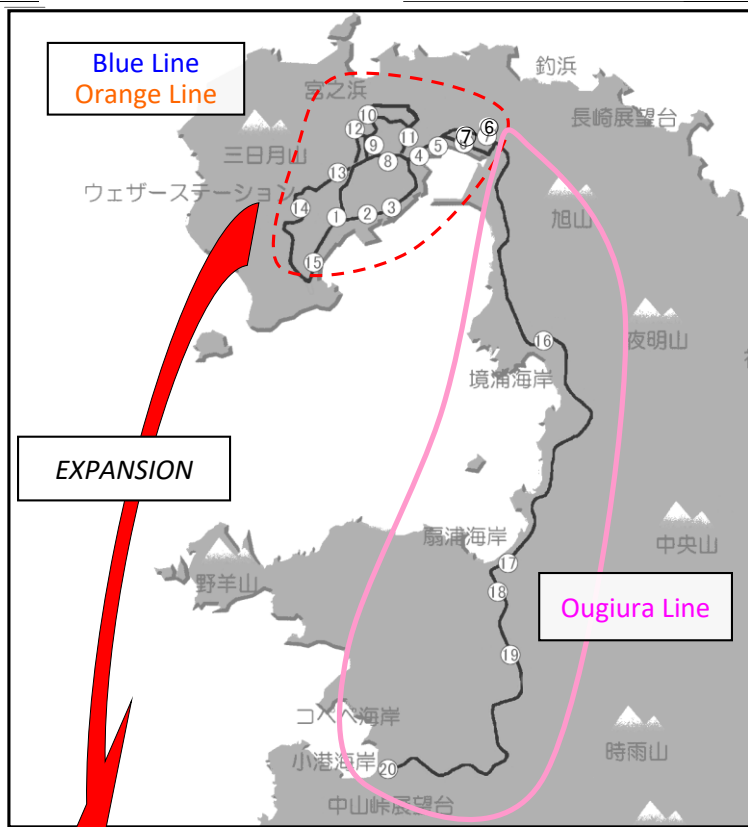 Blue Line
Orange Line
釣浜
宮之浜
長崎展望台
⑩
⑥
⑫
⑪
⑦
⑤
⑨
④
三日月山
⑧
⑬
ウェザーステーション
旭山
⑭
③
②
①
⑮
夜明山
⑯
境浦海岸
EXPANSION
扇浦海岸
中央山
⑰
野羊山
⑱
Ougiura Line
⑲
コペペ海岸
時雨山
小港海岸
⑳
中山峠展望台